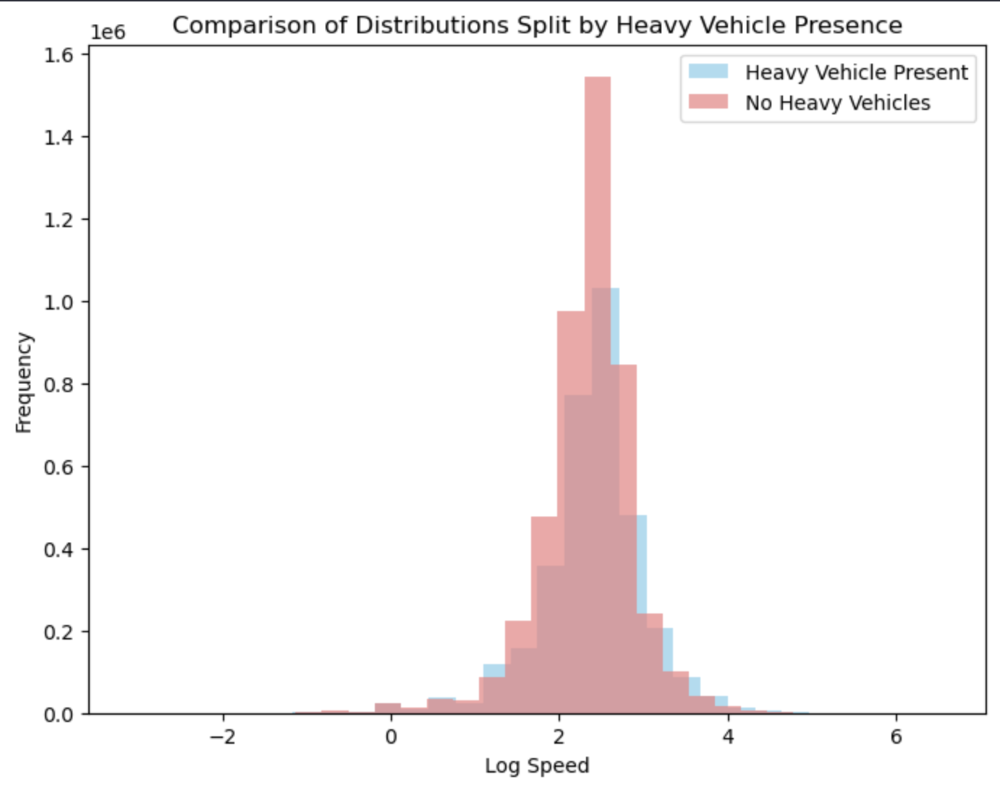 Comparison of Distributions Split by Heavy Vehicle Presence
1e6
Heavy Vehicle Present
No Heavy Vehicles
1.6
1.4
1.2
1.0
0.8
0.6
0.4
0.2
0.0
Frequency
−2 0 2 4 6
Log Speed